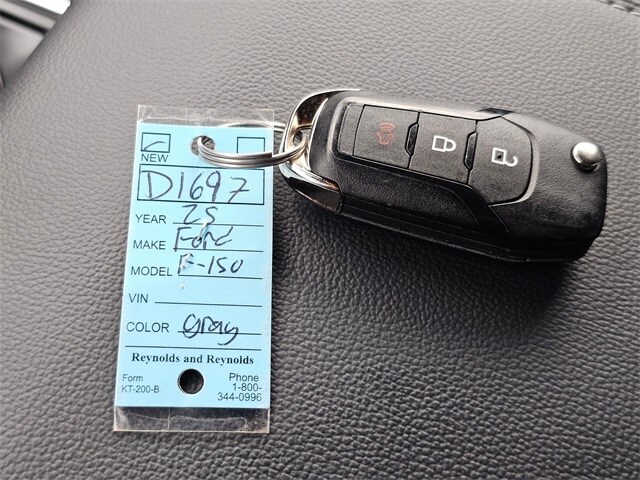 NEW
D1697
YEAR 25
MAKE Ford
MODEL F-150
VIN
COLOR Gray
Reynolds and Reynolds
Form
KT-200-B
Phone
1-800-
344-0996